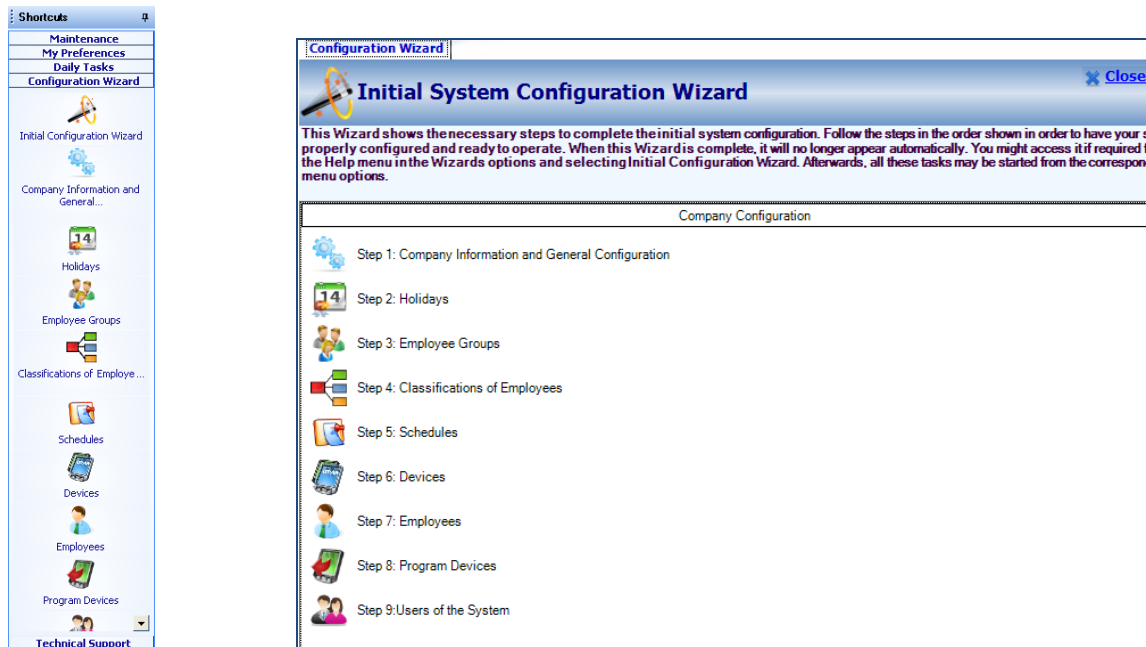 Shortcuts
Maintenance
My Preferences
Daily Tasks
Configuration Wizard
Initial Configuration Wizard
Company Information and
General...
Holidays
Employee Groups
Classifications of Employe...
Schedules
Devices
Employees
Program Devices
Technical Support
Configuration Wizard
Initial System Configuration Wizard
Close
This Wizard shows the necessary steps to complete the initial system configuration. Follow the steps in the order shown in order to have your s
properly configured and ready to operate. When this Wizard is complete, it will no longer appear automatically. You might access it if required f
the Help menu in the Wizards options and selecting Initial Configuration Wizard. Afterwards, all these tasks may be started from the correspon
menu options.
Company Configuration
Step 1: Company Information and General Configuration
14
Step 2: Holidays
Step 3: Employee Groups
Step 4: Classifications of Employees
Step 5: Schedules
Step 6: Devices
Step 7: Employees
Step 8: Program Devices
Step 9:Users of the System